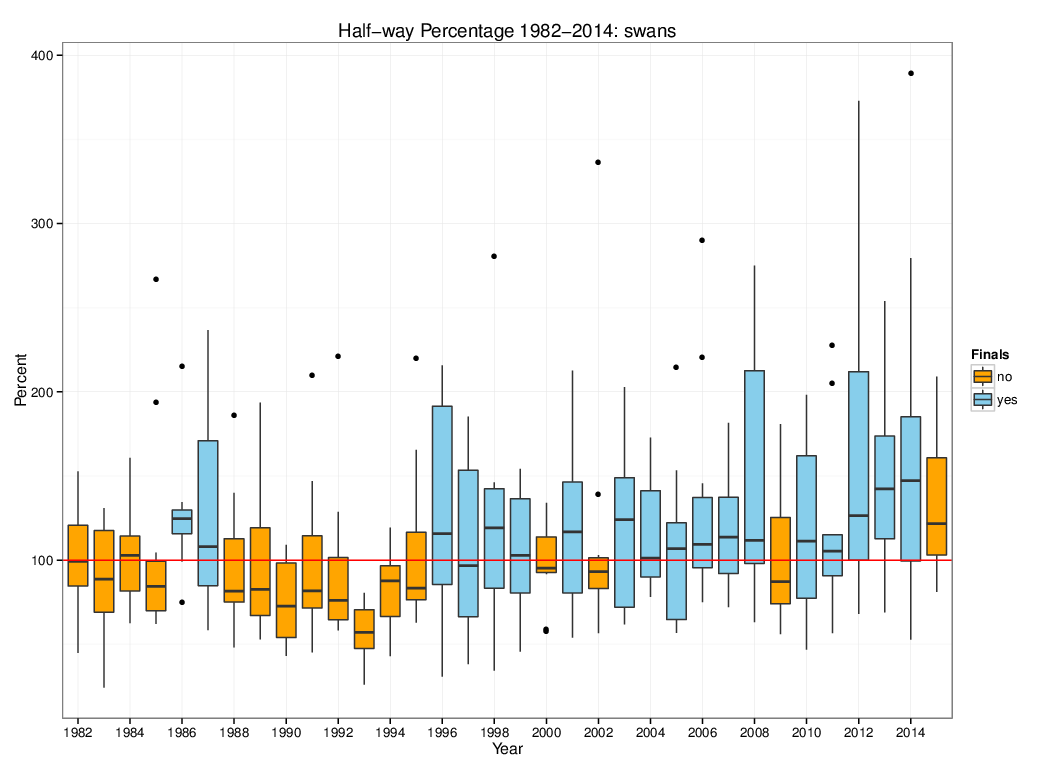 Half−way Percentage 1982−2014: swans
400
300
200
100
Percent
1982 1984 1986 1988 1990 1992 1994 1996 1998 2000 2002 2004 2006 2008 2010 2012 2014
Year
Finals
no
yes